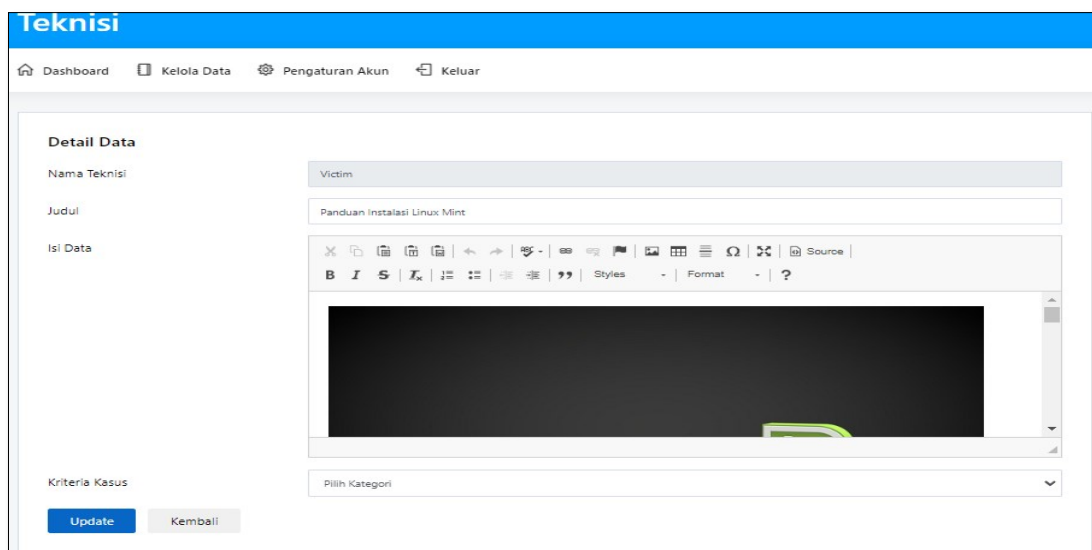 Teknisi
Dashboard Kelola Data Pengaturan Akun Keluar
Detail Data
Nama Teknisi Victim
Judul Panduan Instalasi Linux Mint
Isi Data
Source
B I S Tx Styles Format ?
Kriteria Kasus Pilih Kategori
Update Kembali